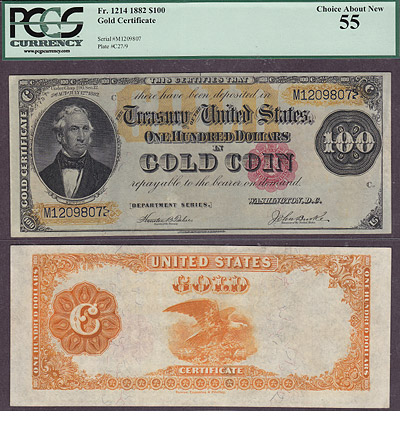 PCGS
CURRENCY
www.pcgscurrency.com
Fr. 1214 1882 $100
Gold Certificate
Serial#M1209807
Plate #C27/9
Choice About New
55
THIS CERTIFIES THAT
there have been deposited in
M1209807
Treasury of the United States,
ONE HUNDRED DOLLARS
IN
GOLD COIN
100
repayable to the bearer on demand.
C.
M1209807
DEPARTMENT SERIES.
WASHINGTON, D.C.
GOLD CERTIFICATE
UNITED STATES
GOLD
C
ONE HUNDRED DOLLARS
ONE HUNDRED DOLLARS
CERTIFICATE